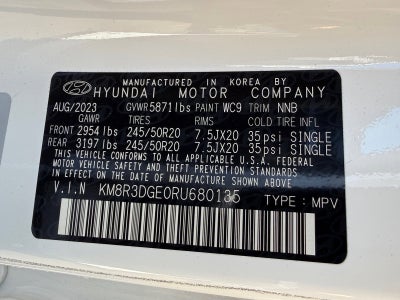 MANUFACTURED IN KOREA BY
HYUNDAI MOTOR COMPANY
AUG/2023 GVWR5871lbs PAINT WC9 TRIM NNB
GAWR TIRES RIMS COLD TIRE INFL
FRONT 2954lbs 245/50R20 7.5JX20 35psi SINGLE
REAR 3197lbs 245/50R20 7.5JX20 35psi SINGLE
THIS VEHICLE CONFORMS TO ALL APPLICABLE U.S.A FEDERAL
MOTOR VEHICLE SAFETY, BUMPER, AND THEFT PREVENTION STANDARDS
IN EFFECT ON THE DATE OF MANUFACTURE SHOWN ABOVE.
V.I.N KM8R3DGE0RU680135 TYPE: MPV